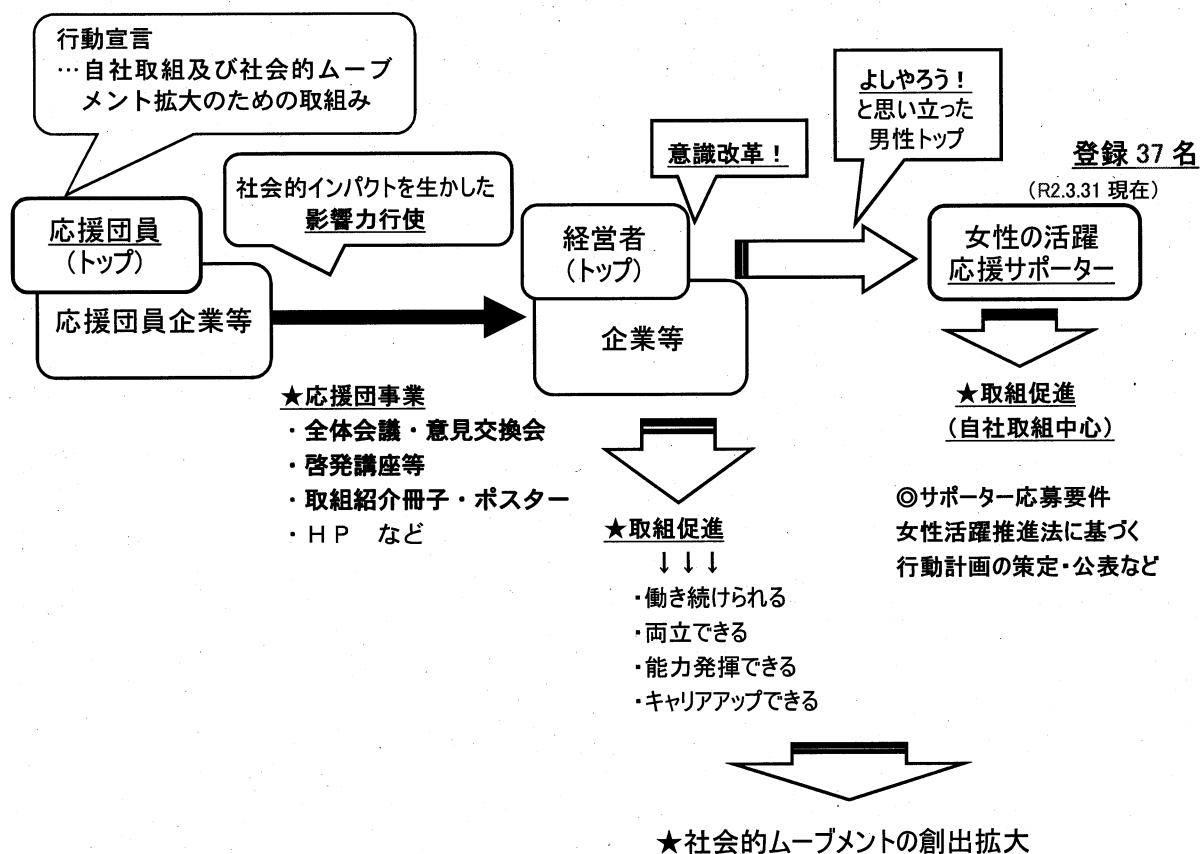 行動宣言
…自社取組及び社会的ムーブ
メント拡大のための取組み
よしやろう！
と思い立った
男性トップ
意識改革！
登録 37 名
（R2.3.31 現在）
社会的インパクトを生かした
影響力行使
応援団員
（トップ）
応援団員企業等
経営者
（トップ）
企業等
女性の活躍
応援サポーター
★応援団事業
・全体会議・意見交換会
・啓発講座等
・取組紹介冊子・ポスター
・ＨＰ　など
★取組促進
（自社取組中心）
◎サポーター応募要件
女性活躍推進法に基づく
行動計画の策定・公表など
★取組促進
↓ ↓ ↓
・働き続けられる
・両立できる
・能力発揮できる
・キャリアアップできる
★社会的ムーブメントの創出拡大